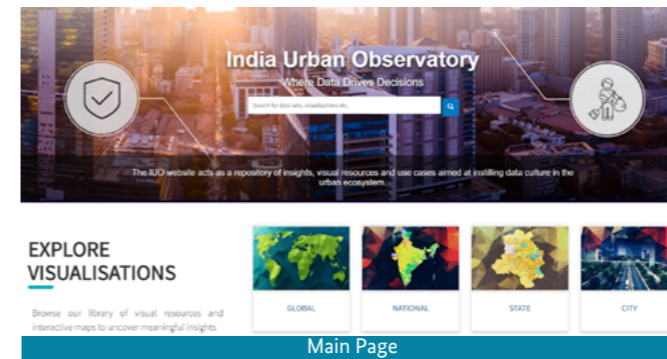 India Urban Observatory
Where Data Drives Decisions
Search for data sets, visualizations etc.
The IUO website acts as a repository of insights, visual resources and use cases aimed at instilling data culture in the
urban ecosystem.
EXPLORE
VISUALISATIONS
Browse our library of visual resources and
interactive maps to uncover meaningful insights
GLOBAL
NATIONAL
STATE
CITY
Main Page